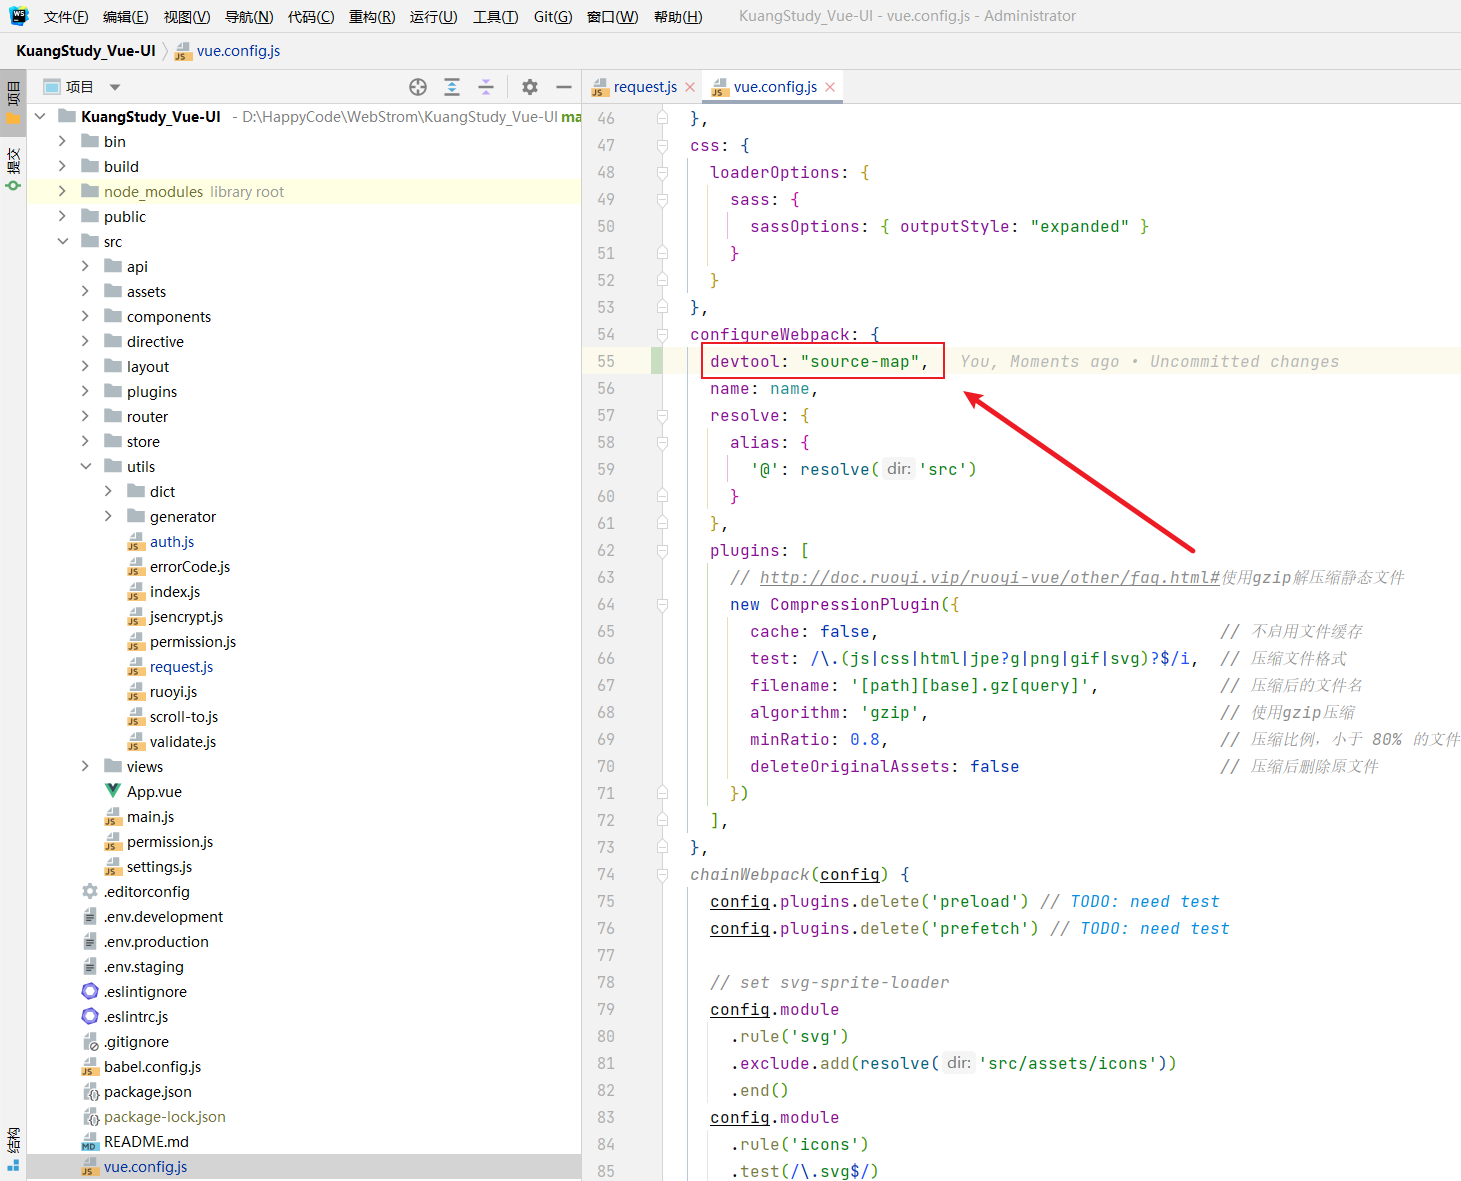 文件(F) 编辑(E) 视图(V) 导航(N) 代码(C) 重构(R) 运行(U) 工具(T) Git(G) 窗口(W) 帮助(H) KuangStudy_Vue-UI - vue.config.js - Administrator
KuangStudy_Vue-UI vue.config.js
项目
提交
结构
项目
KuangStudy_Vue-UI - D:\HappyCode\WebStrom\KuangStudy_Vue-UI ma
bin
build
node_modules library root
public
src
api
assets
components
directive
layout
plugins
router
store
utils
dict
generator
auth.js
errorCode.js
index.js
jsencrypt.js
permission.js
request.js
ruoyi.js
scroll-to.js
validate.js
views
App.vue
main.js
permission.js
settings.js
.editorconfig
.env.development
.env.production
.env.staging
.eslintignore
.eslintrc.js
.gitignore
babel.config.js
package.json
package-lock.json
README.md
vue.config.js
request.js vue.config.js
46 },
47 css: {
48 loaderOptions: {
49 sass: {
50 sassOptions: { outputStyle: "expanded" }
51 }
52 }
53 },
54 configureWebpack: {
55 devtool: "source-map", You, Moments ago • Uncommitted changes
56 name: name,
57 resolve: {
58 alias: {
59 '@': resolve( dir: 'src')
60 }
61 },
62 plugins: [
63 // http://doc.ruoyi.vip/ruoyi-vue/other/faq.html#使用gzip解压缩静态文件
64 new CompressionPlugin({
65 cache: false, // 不启用文件缓存
66 test: /\.(js|css|html|jpe?g|png|gif|svg)?$/i, // 压缩文件格式
67 filename: '[path][base].gz[query]', // 压缩后的文件名
68 algorithm: 'gzip', // 使用gzip压缩
69 minRatio: 0.8, // 压缩比例，小于 80% 的文件
70 deleteOriginalAssets: false // 压缩后删除原文件
71 })
72 ],
73 },
74 chainWebpack(config) {
75 config.plugins.delete('preload') // TODO: need test
76 config.plugins.delete('prefetch') // TODO: need test
77
78 // set svg-sprite-loader
79 config.module
80 .rule('svg')
81 .exclude.add(resolve( dir: 'src/assets/icons'))
82 .end()
83 config.module
84 .rule('icons')
85 .test(/\.svg$/)